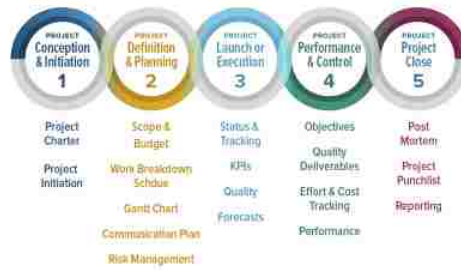 PROJECT
Conception
& Initiation
1
PROJECT
Definition
& Planning
2
PROJECT
Launch or
Execution
3
PROJECT
Performance
& Control
4
PROJECT
Project
Close
5
Project
Charter
Project
Initiation
Scope &
Budget
Work Breakdown
Schdue
Gantt Chart
Communication Plan
Risk Management
Status &
Tracking
KPIs
Quality
Forecasts
Objectives
Quality
Deliverables
Effort & Cost
Tracking
Performance
Post
Mortem
Project
Punchlist
Reporting